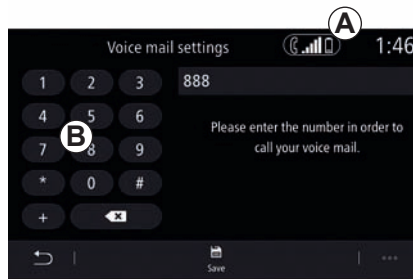 A
Voice mail settings
1:46
1 2 3
888
4 5 6
Please enter the number in order to
call your voice mail.
B
7 8 9
* 0 #
+
Save